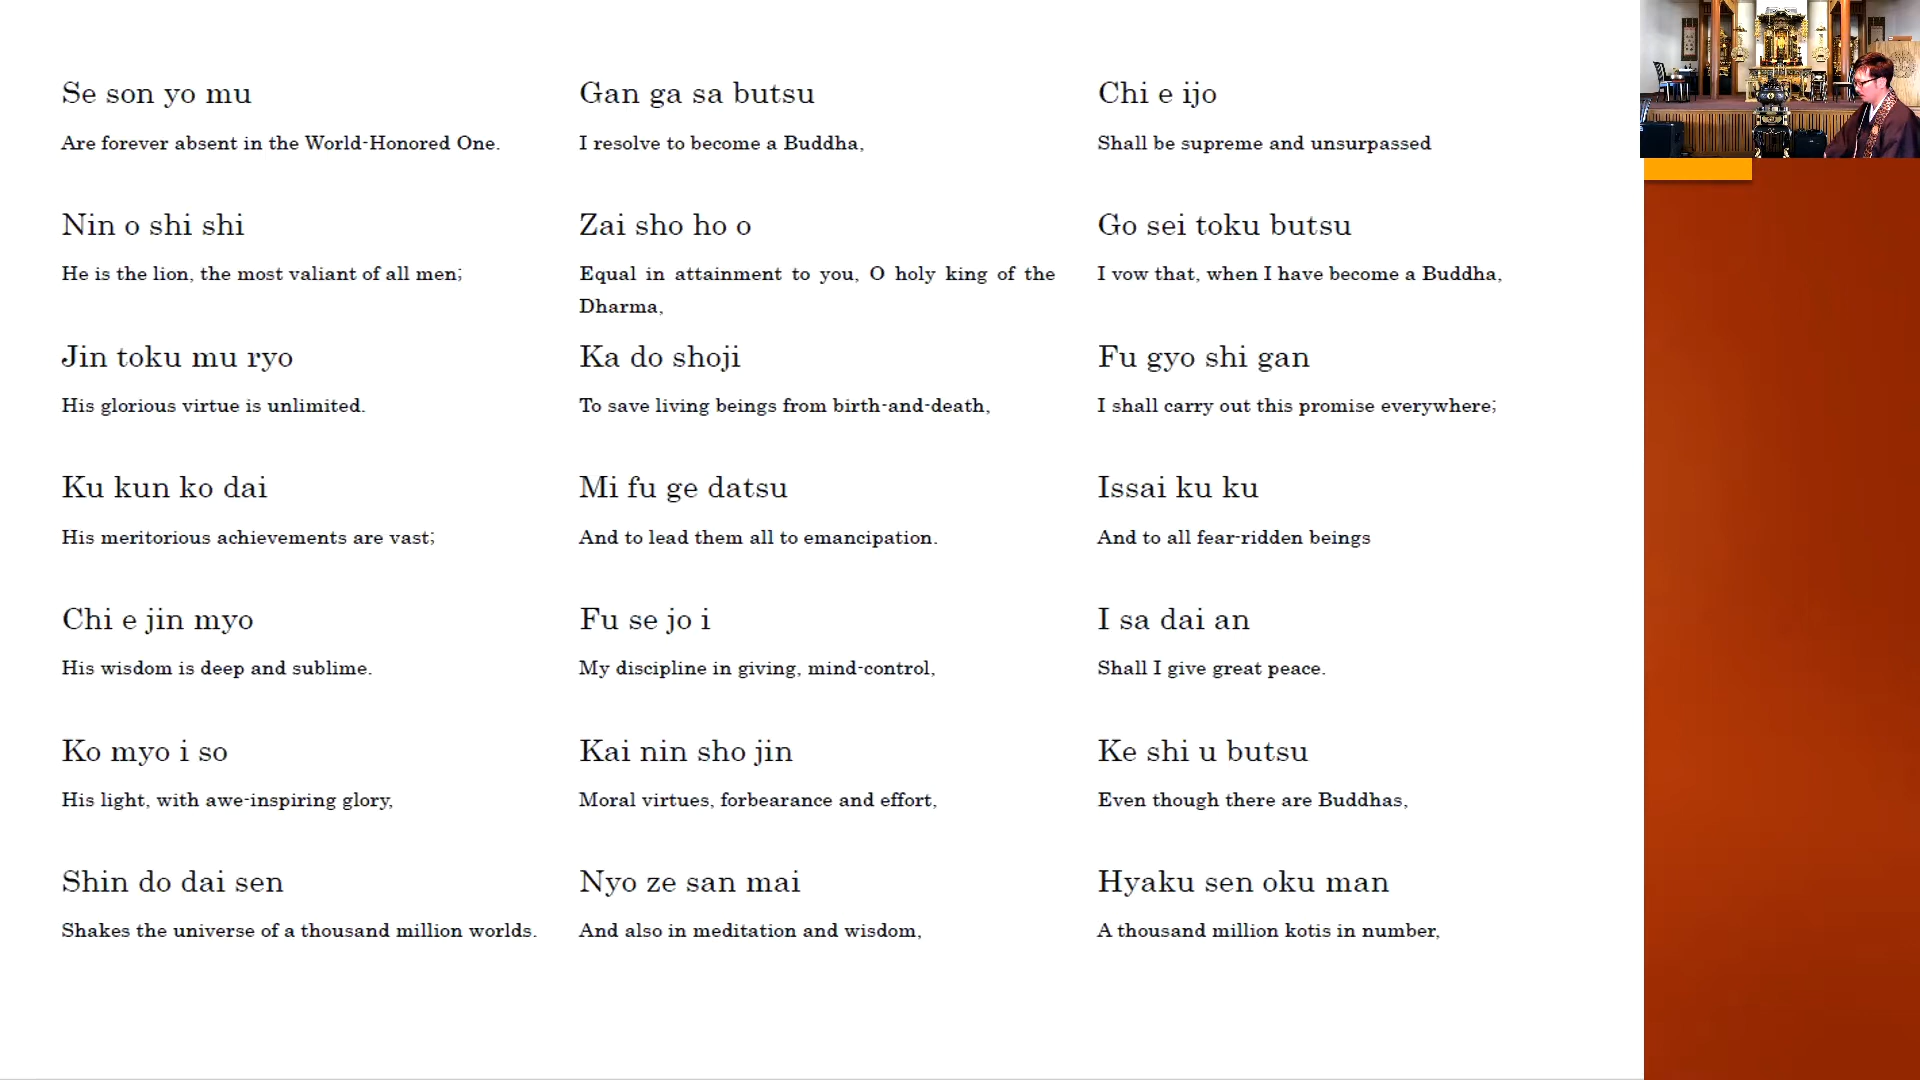 Se son yo mu
Are forever absent in the World-Honored One.
Nin o shi shi
He is the lion, the most valiant of all men;
Jin toku mu ryo
His glorious virtue is unlimited.
Ku kun ko dai
His meritorious achievements are vast;
Chi e jin myo
His wisdom is deep and sublime.
Ko myo i so
His light, with awe-inspiring glory,
Shin do dai sen
Shakes the universe of a thousand million worlds.
Gan ga sa butsu
I resolve to become a Buddha,
Zai sho ho o
Equal in attainment to you, O holy king of the
Dharma,
Ka do shoji
To save living beings from birth-and-death,
Mi fu ge datsu
And to lead them all to emancipation.
Fu se jo i
My discipline in giving, mind-control,
Kai nin sho jin
Moral virtues, forbearance and effort,
Nyo ze san mai
And also in meditation and wisdom,
Chi e ijo
Shall be supreme and unsurpassed
Go sei toku butsu
I vow that, when I have become a Buddha,
Fu gyo shi gan
I shall carry out this promise everywhere;
Issai ku ku
And to all fear-ridden beings
I sa dai an
Shall I give great peace.
Ke shi u butsu
Even though there are Buddhas,
Hyaku sen oku man
A thousand million kotis in number,